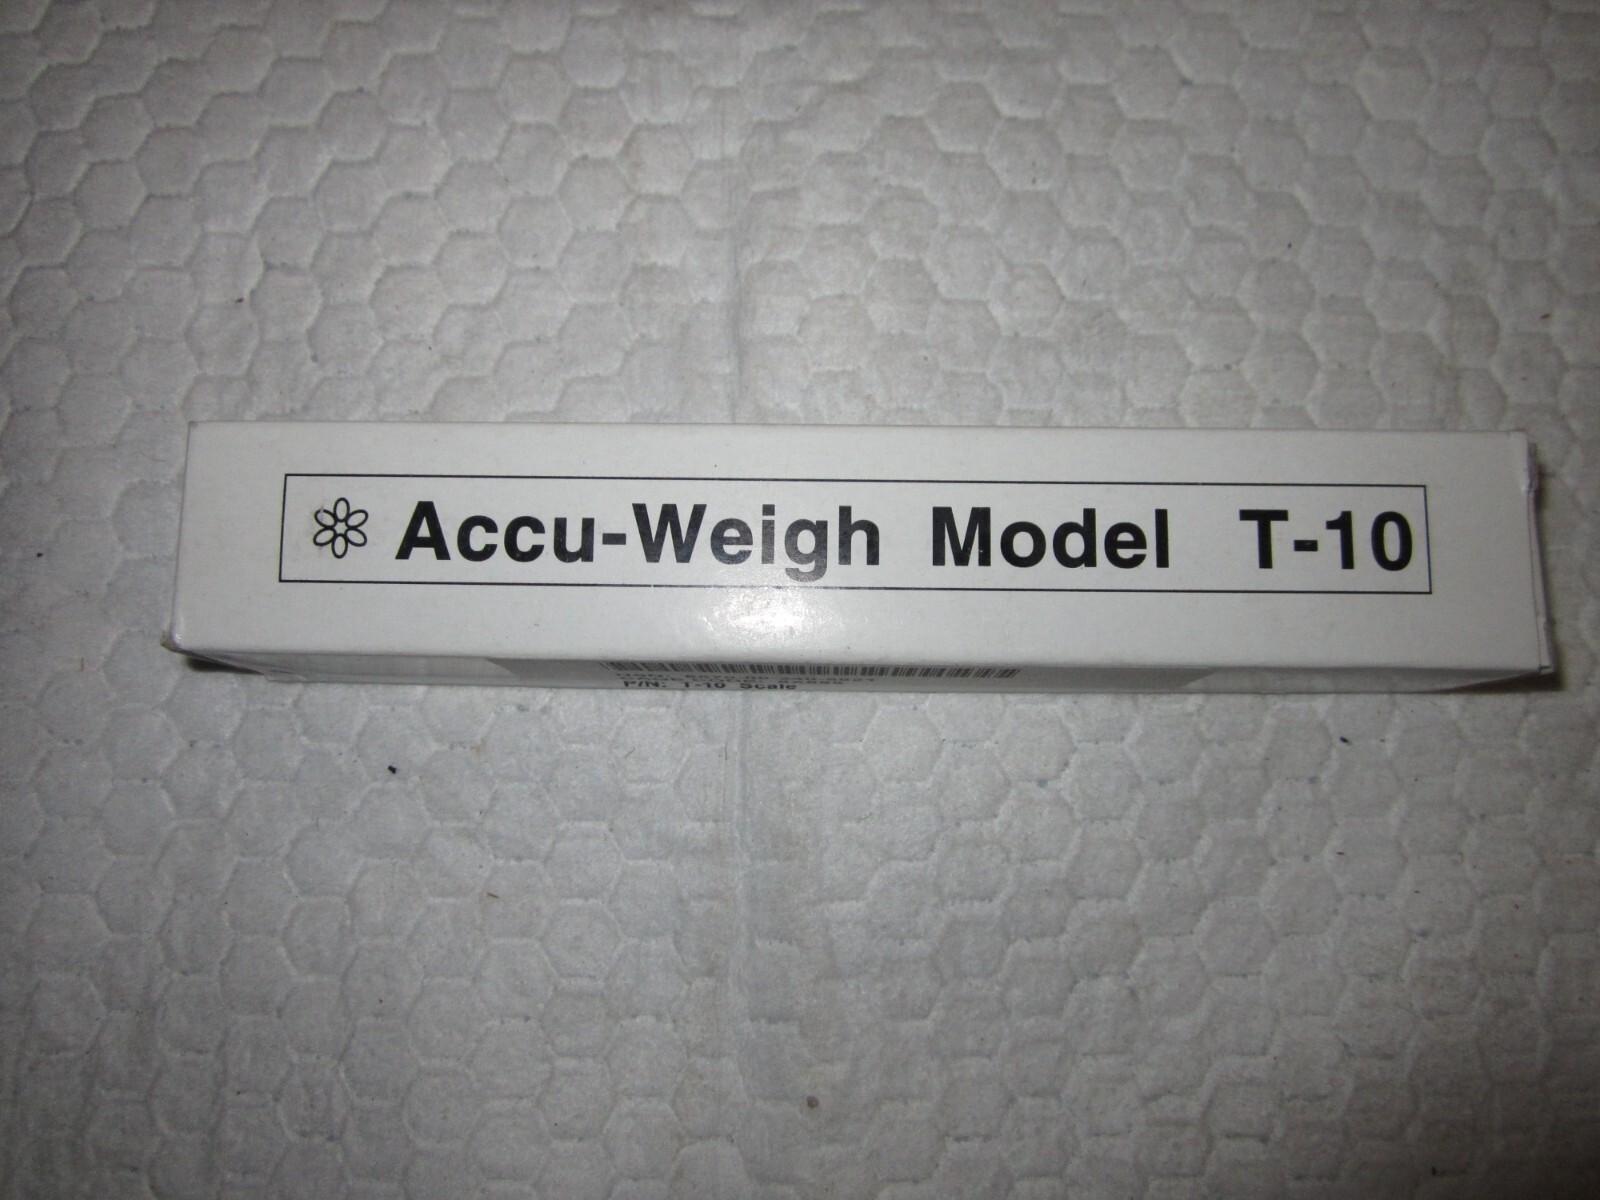 Accu-Weigh Model T-10
P/N: T-10 Scale